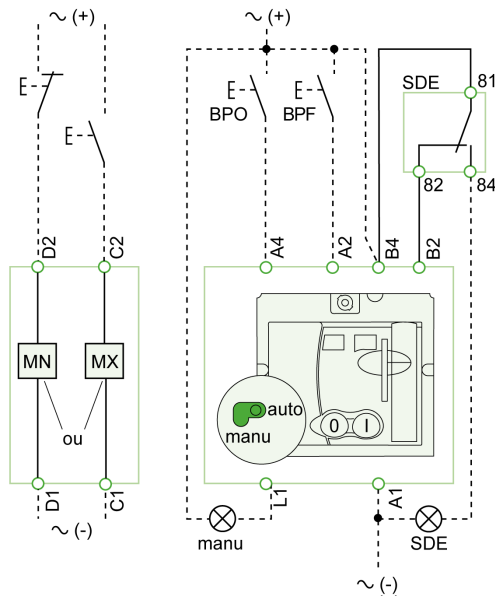 ∼ (+)
∼ (+)
BPO
BPF
SDE
81
82
84
D2
C2
A4
A2
B4
B2
MN
MX
ou
auto
manu
0
I
D1
C1
L1
A1
∼ (-)
manu
SDE
∼ (-)